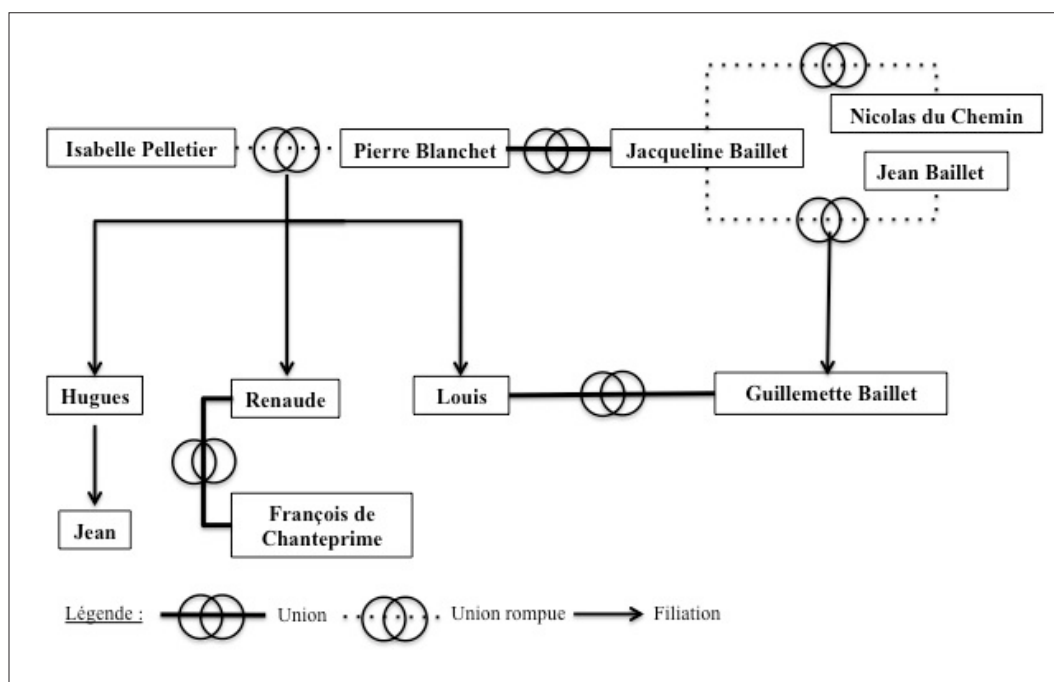 Nicolas du Chemin
Isabelle Pelletier
Pierre Blanchet
Jacqueline Baillet
Jean Baillet
Hugues
Renaude
Louis
Guillemette Baillet
Jean
François de
Chanteprime
Légende :
Union
Union rompue
Filiation